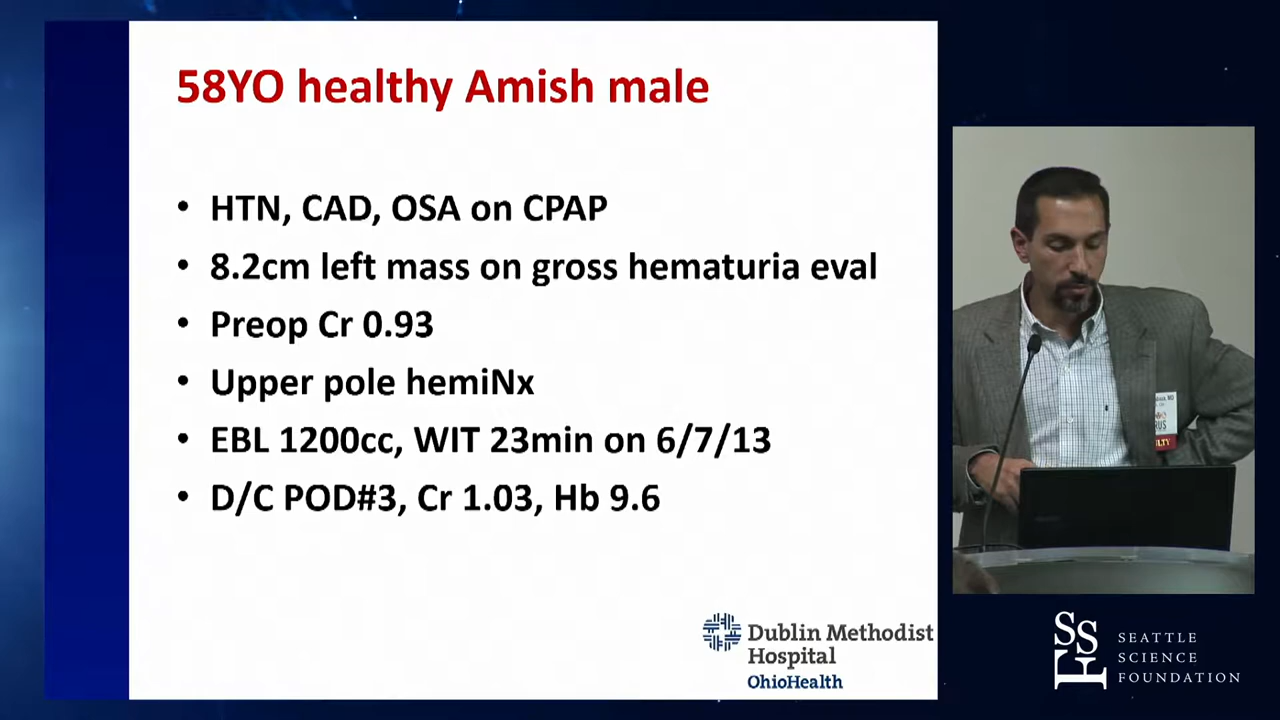 58YO healthy Amish male
• HTN, CAD, OSA on CPAP
• 8.2cm left mass on gross hematuria eval
• Preop Cr 0.93
• Upper pole hemiNx
• EBL 1200cc, WIT 23min on 6/7/13
• D/C POD#3, Cr 1.03, Hb 9.6
Dublin Methodist
Hospital
OhioHealth
SSF
SEATTLE
SCIENCE
FOUNDATION